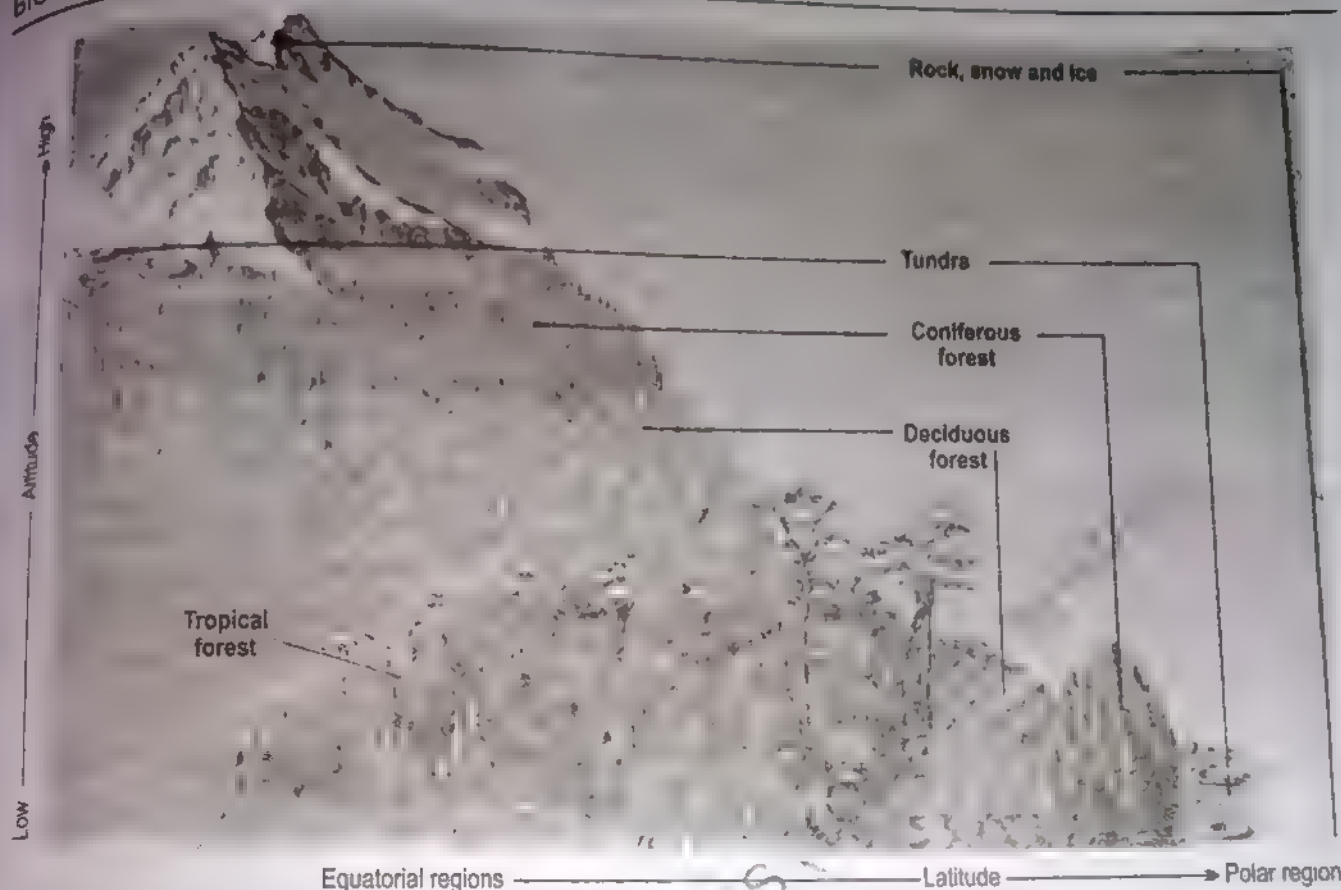 Rock, snow and ice
High
Tundra
Coniferous
forest
Deciduous
forest
Altitude
Tropical
forest
Low
Equatorial regions
Latitude
Polar region